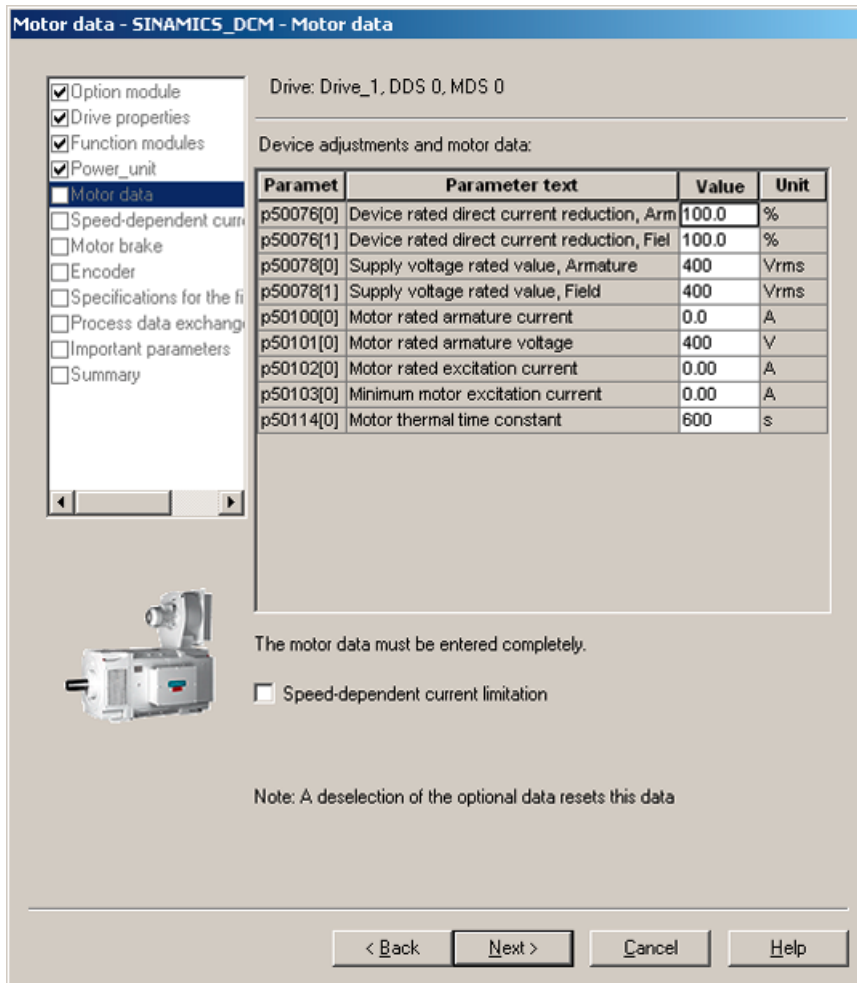 Motor data - SINAMICS_DCM - Motor data
Option module
Drive properties
Function modules
Power_unit
Motor data
Speed-dependent curr
Motor brake
Encoder
Specifications for the fi
Process data exchang
Important parameters
Summary
Drive: Drive_1, DDS 0, MDS 0
Device adjustments and motor data:
Paramet Parameter text Value Unit
p50076[0] Device rated direct current reduction, Arm 100.0 %
p50076[1] Device rated direct current reduction, Fiel 100.0 %
p50078[0] Supply voltage rated value, Armature 400 Vrms
p50078[1] Supply voltage rated value, Field 400 Vrms
p50100[0] Motor rated armature current 0.0 A
p50101[0] Motor rated armature voltage 400 V
p50102[0] Motor rated excitation current 0.00 A
p50103[0] Minimum motor excitation current 0.00 A
p50114[0] Motor thermal time constant 600 s
The motor data must be entered completely.
Speed-dependent current limitation
Note: A deselection of the optional data resets this data
< Back Next > Cancel Help